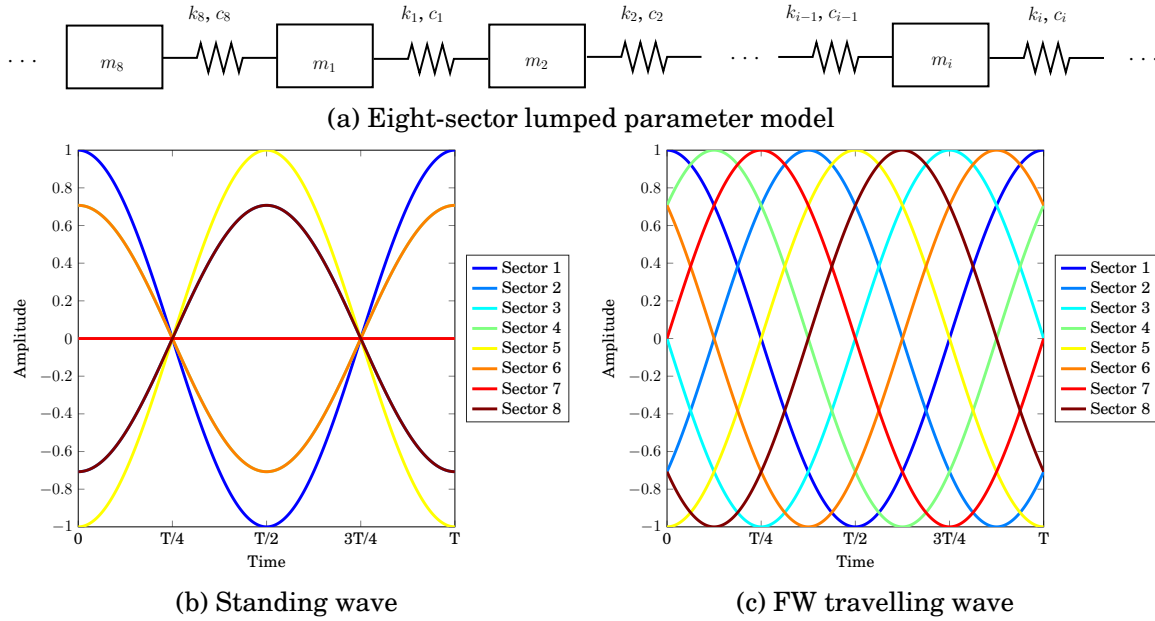 k₈, c₈ k₁, c₁ k₂, c₂ kᵢ₋₁, cᵢ₋₁ kᵢ, cᵢ
· · · m₈ m₁ m₂ · · · mᵢ · · ·
(a) Eight-sector lumped parameter model
1
0.8
0.6
0.4
0.2
0
−0.2
−0.4
−0.6
−0.8
−1
Amplitude
0 T/4 T/2 3T/4 T
Time
Sector 1
Sector 2
Sector 3
Sector 4
Sector 5
Sector 6
Sector 7
Sector 8
(b) Standing wave
1
0.8
0.6
0.4
0.2
0
−0.2
−0.4
−0.6
−0.8
−1
Amplitude
0 T/4 T/2 3T/4 T
Time
Sector 1
Sector 2
Sector 3
Sector 4
Sector 5
Sector 6
Sector 7
Sector 8
(c) FW travelling wave